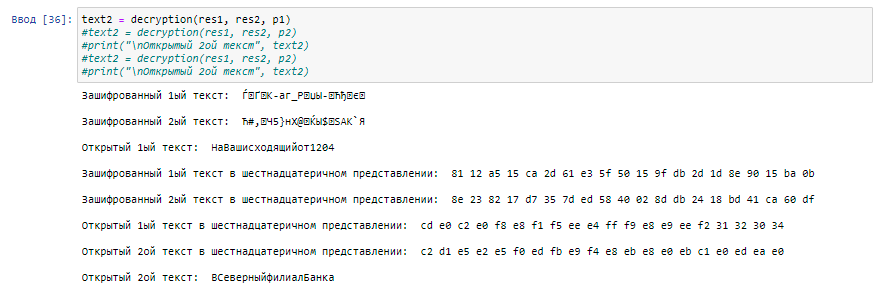 Ввод [36]: text2 = decryption(res1, res2, p1)
#text2 = decryption(res1, res2, p2)
#print("\nОткрытый 2ой текст", text2)
#text2 = decryption(res1, res2, p2)
#print("\nОткрытый 2ой текст", text2)
Зашифрованный 1ый текст:
Зашифрованный 2ый текст:
Открытый 1ый текст: НаВашисходящийот1204
Зашифрованный 1ый текст в шестнадцатеричном представлении: 81 12 a5 15 ca 2d 61 e3 5f 50 15 9f db 2d 1d 8e 90 15 ba 0b
Зашифрованный 2ый текст в шестнадцатеричном представлении: 8e 23 82 17 d7 35 7d ed 58 40 02 8d db 24 18 bd 41 ca 60 df
Открытый 1ый текст в шестнадцатеричном представлении: cd e0 c2 e0 f8 e8 f1 f5 ee e4 ff f9 e8 e9 ee f2 31 32 30 34
Открытый 2ой текст в шестнадцатеричном представлении: c2 d1 e5 e2 e5 f0 ed fb e9 f4 e8 eb e8 e0 eb c1 e0 ed ea e0
Открытый 2ой текст: ВСеверныйфилиалБанка